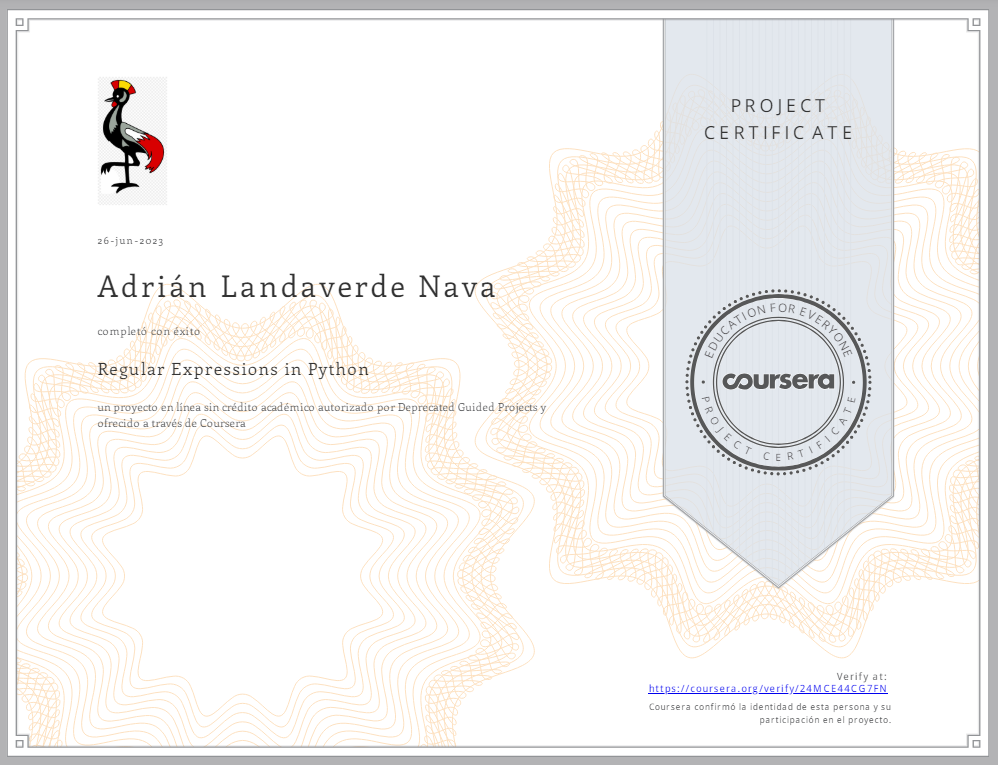 PROJECT
CERTIFICATE
26-jun-2023
Adrián Landaverde Nava
completó con éxito
Regular Expressions in Python
un proyecto en línea sin crédito académico autorizado por Deprecated Guided Projects y
ofrecido a través de Coursera
EDUCATION FOR EVERYONE
coursera
PROJECT CERTIFICATE
Verify at:
https://coursera.org/verify/24MCE44CG7FN
Coursera confirmó la identidad de esta persona y su
participación en el proyecto.